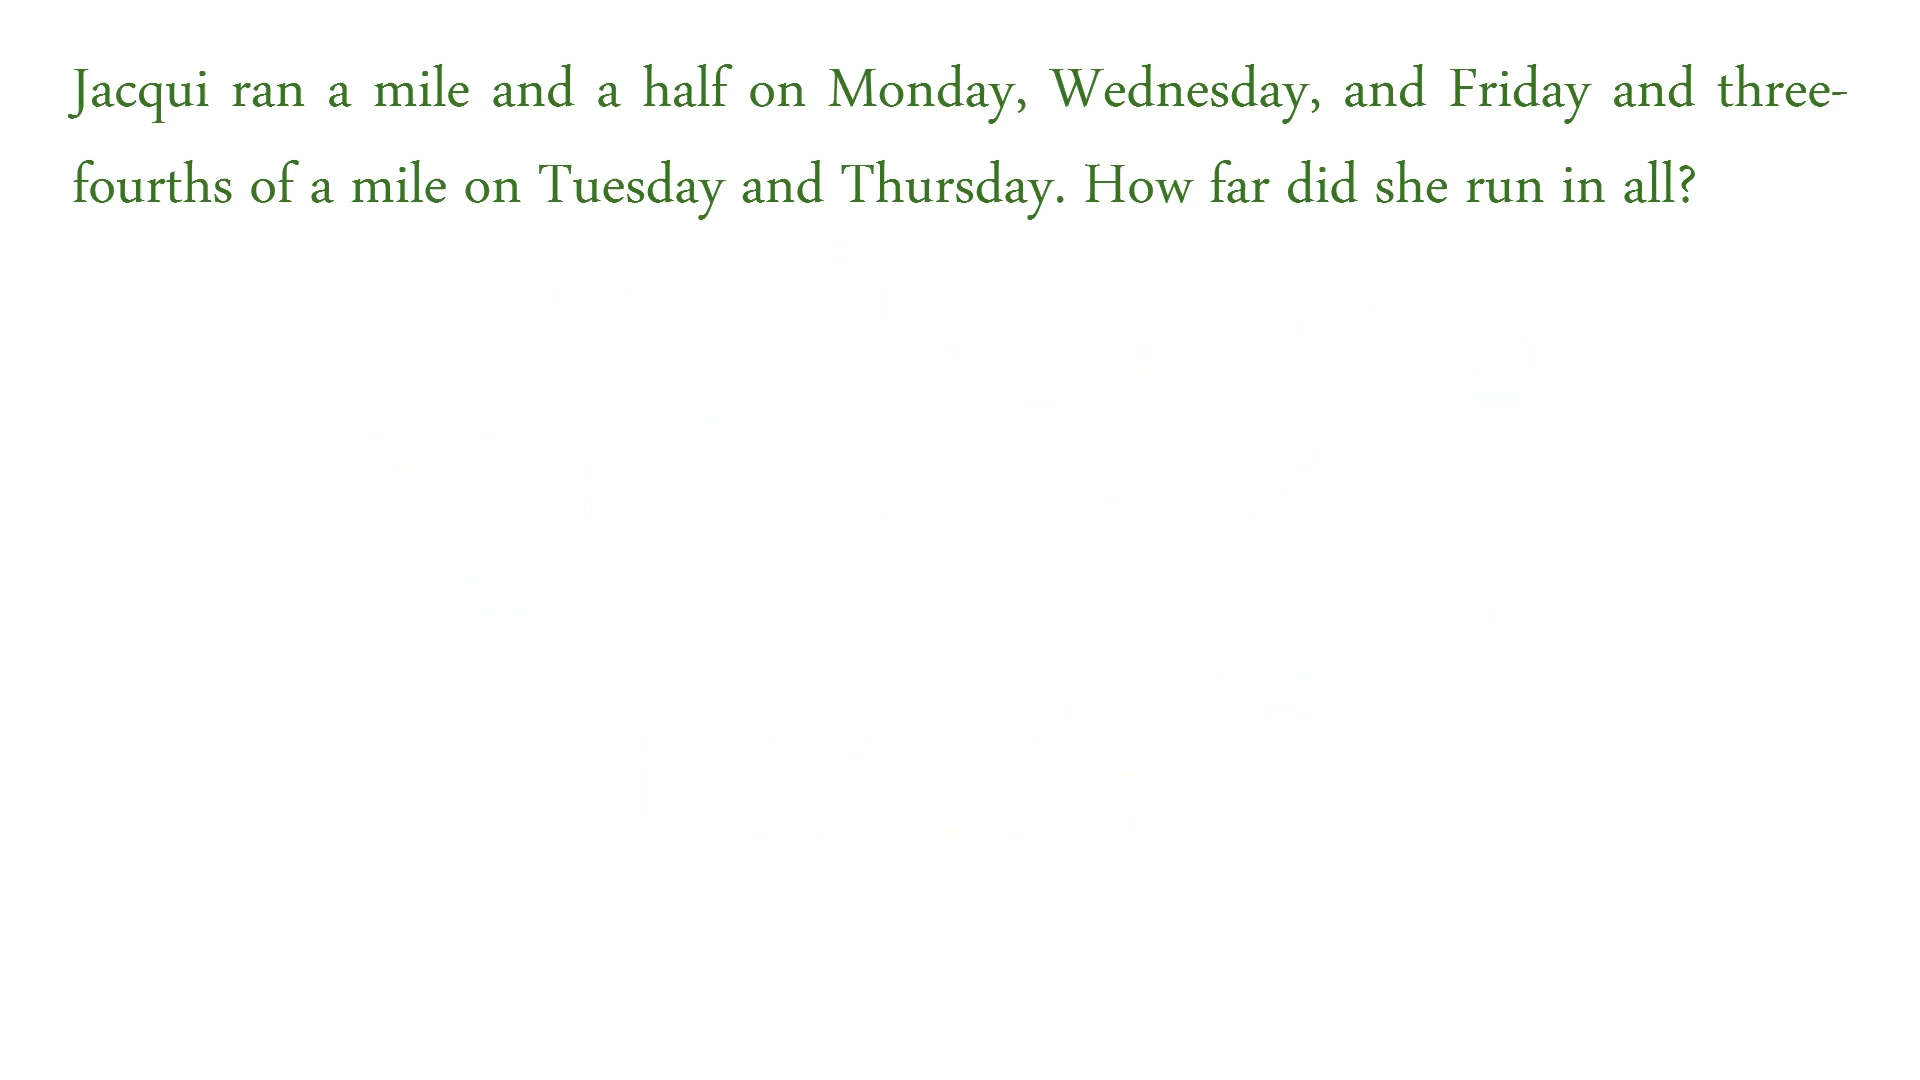 Jacqui ran a mile and a half on Monday, Wednesday, and Friday and three-
fourths of a mile on Tuesday and Thursday. How far did she run in all?